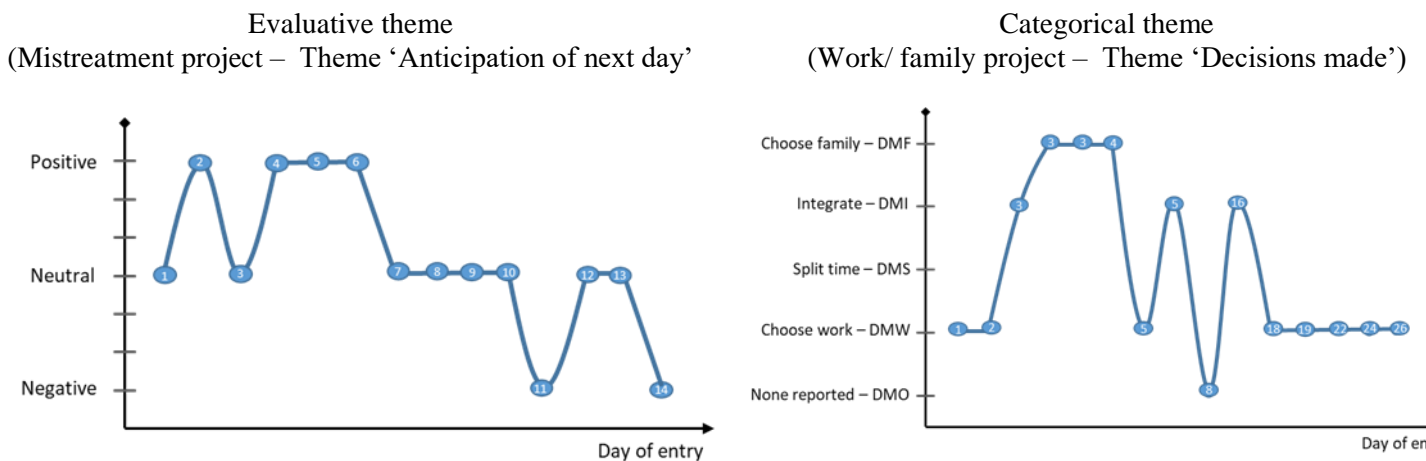 Evaluative theme
(Mistreatment project – Theme ‘Anticipation of next day’
Positive
Neutral
Negative
1
2
3
4
5
6
7
8
9
10
11
12
13
14
Day of entry
Categorical theme
(Work/ family project – Theme ‘Decisions made’)
Choose family – DMF
Integrate – DMI
Split time – DMS
Choose work – DMW
None reported – DMO
1
2
3
3
3
4
5
5
8
16
18
19
22
24
26
Day of en